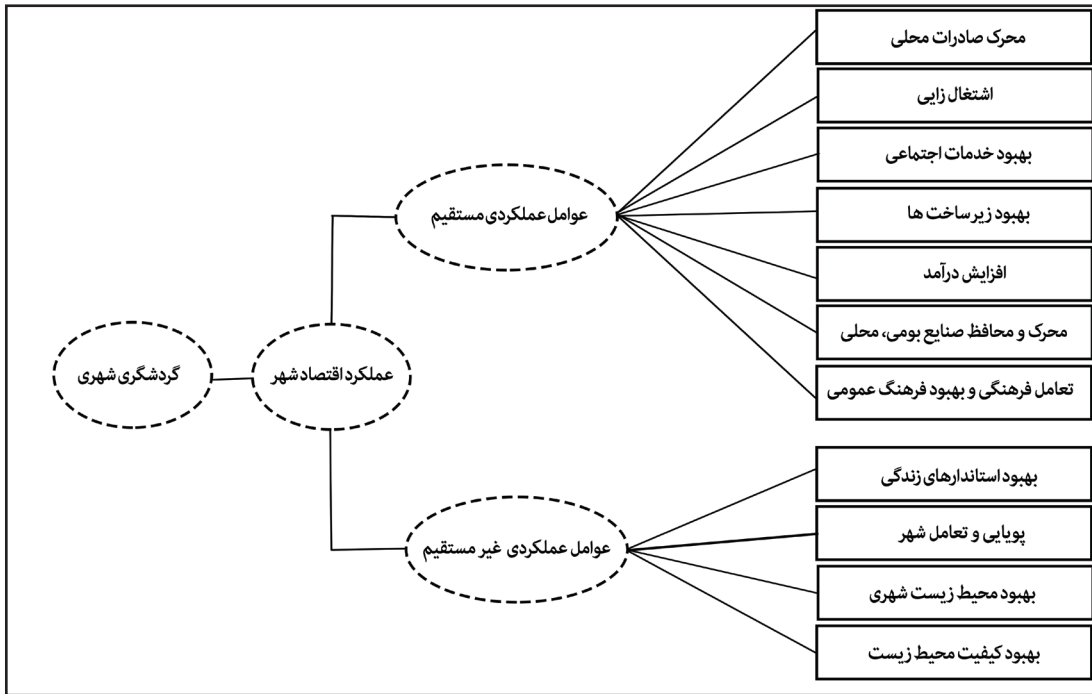 گردشگری شهری
عملکرد اقتصاد شهر
عوامل عملکردی مستقیم
محرک صادرات محلی
اشتغال زایی
بهبود خدمات اجتماعی
بهبود زیرساخت ها
افزایش درآمد
محرک و محافظ صنایع بومی، محلی
تعامل فرهنگی و بهبود فرهنگ عمومی
عوامل عملکردی غیر مستقیم
بهبود استاندارهای زندگی
پویایی و تعامل شهر
بهبود محیط زیست شهری
بهبود کیفیت محیط زیست